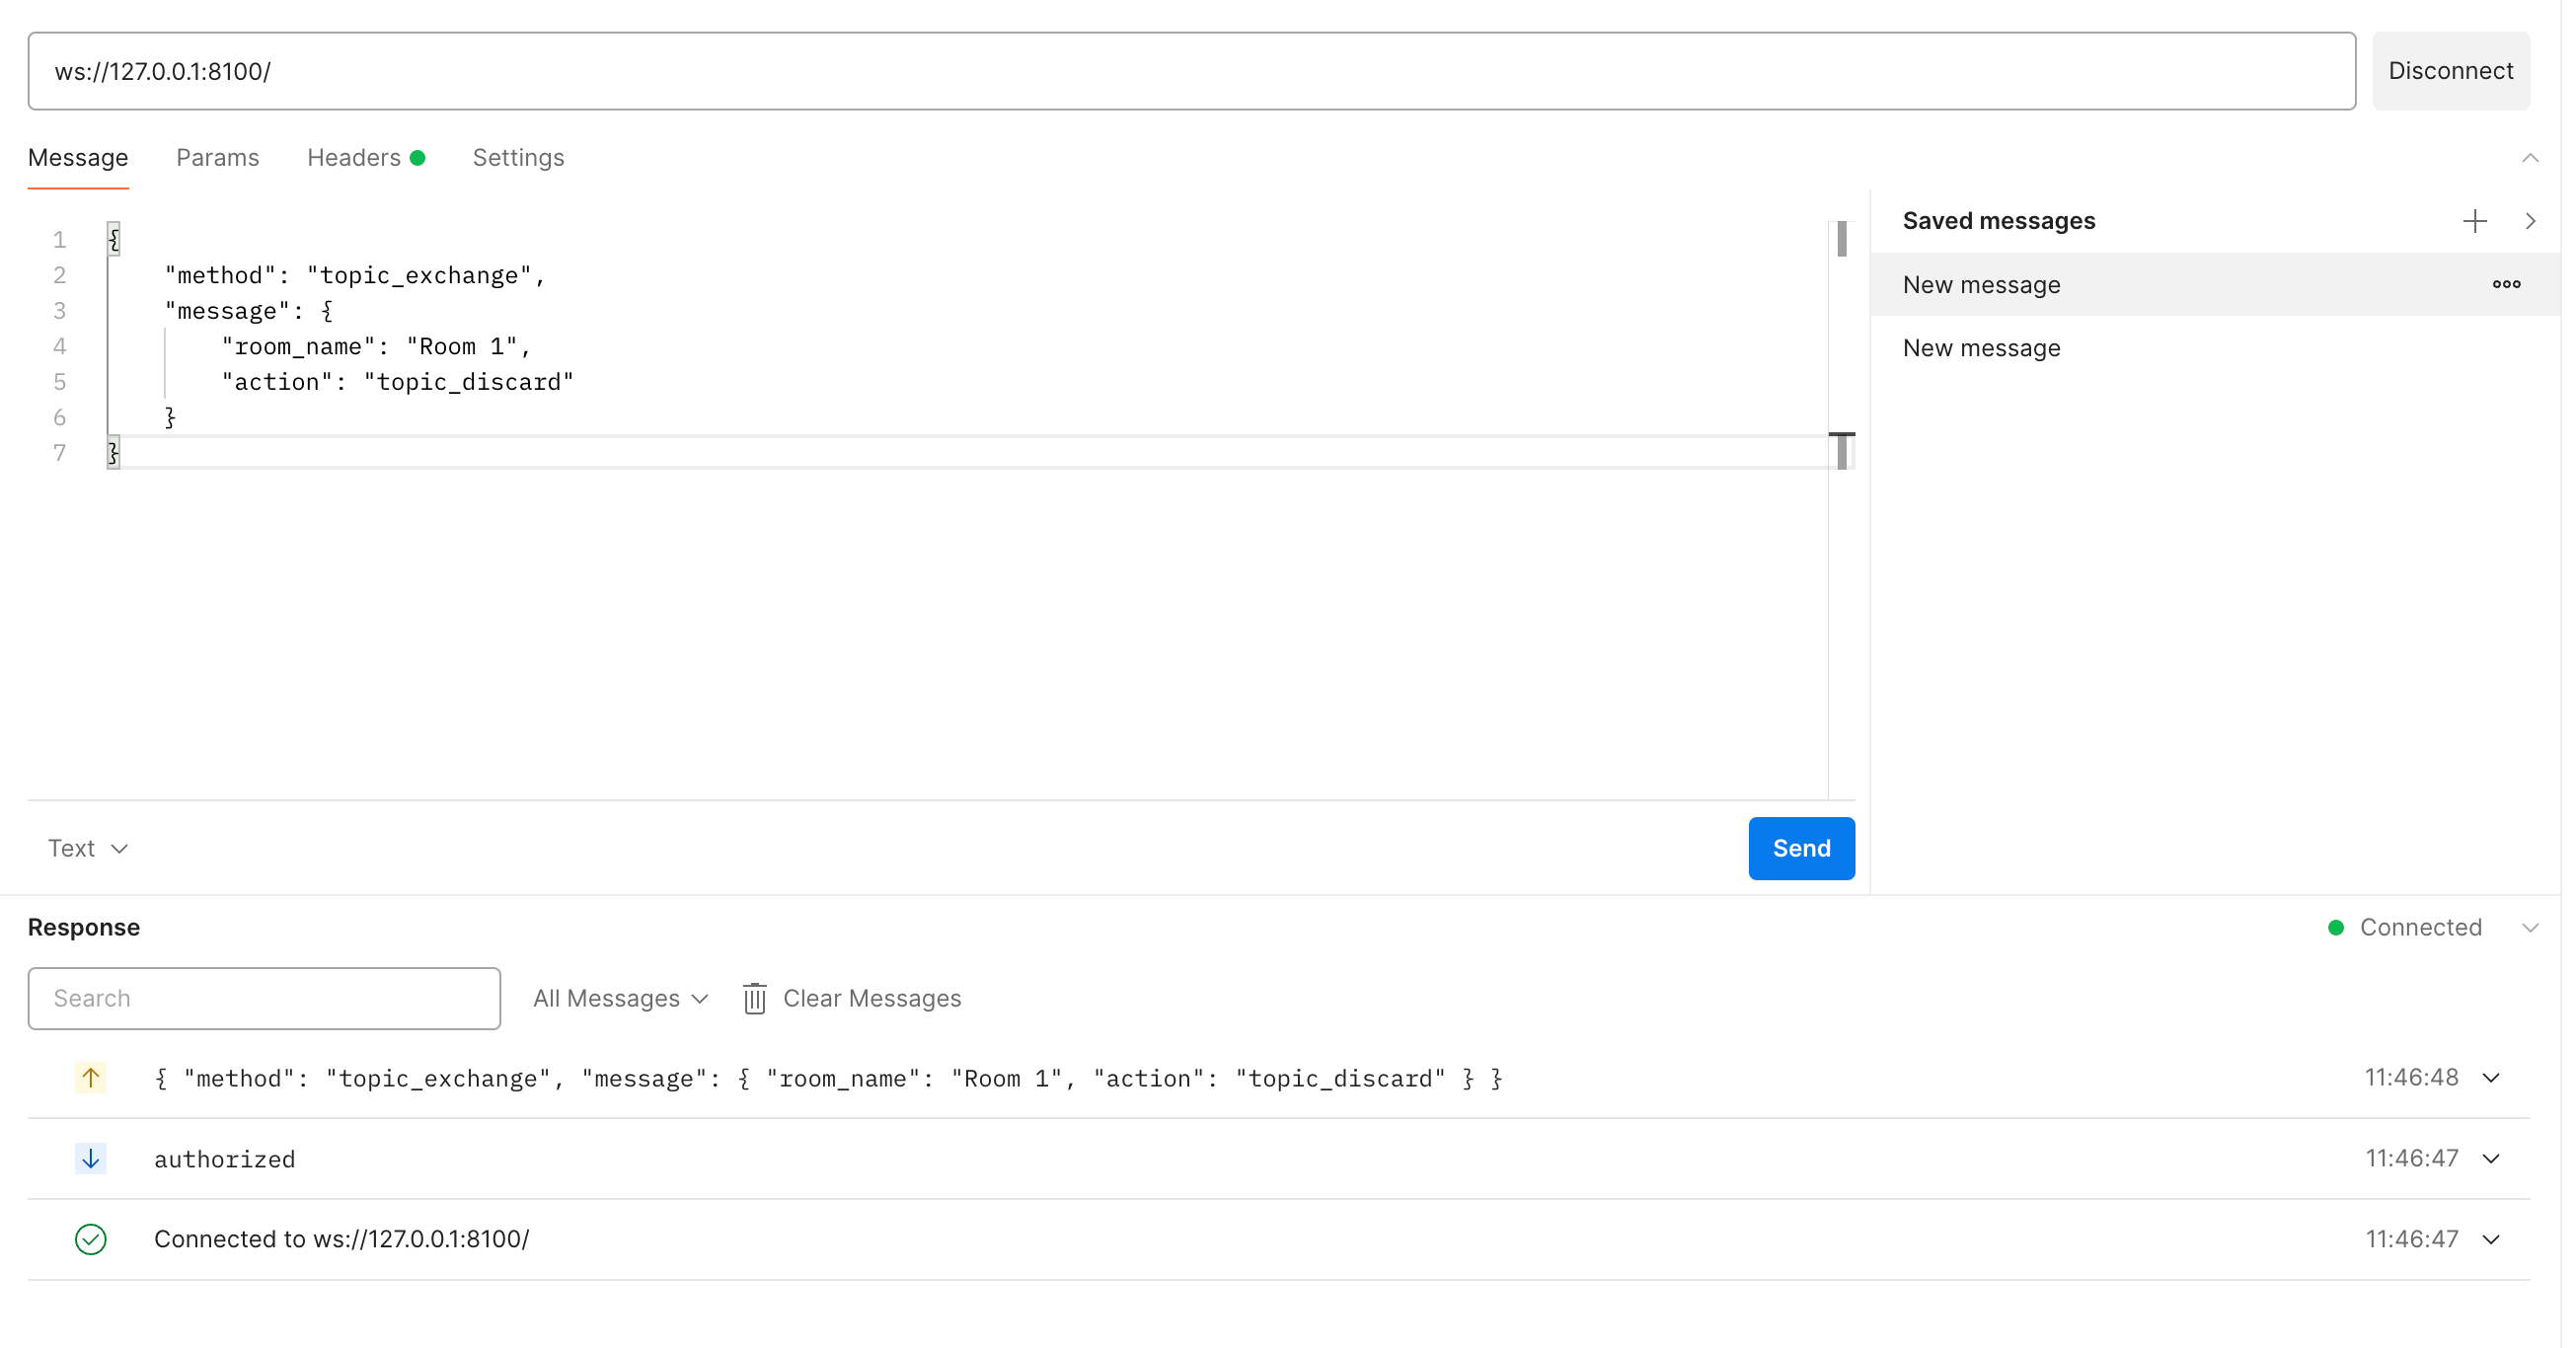 ws://127.0.0.1:8100/
Disconnect
Message Params Headers Settings
Saved messages
New message
New message
1 {
2 "method": "topic_exchange",
3 "message": {
4 "room_name": "Room 1",
5 "action": "topic_discard"
6 }
7 }
Text
Send
Response
Connected
Search
All Messages
Clear Messages
{ "method": "topic_exchange", "message": { "room_name": "Room 1", "action": "topic_discard" } } 11:46:48
authorized 11:46:47
Connected to ws://127.0.0.1:8100/ 11:46:47